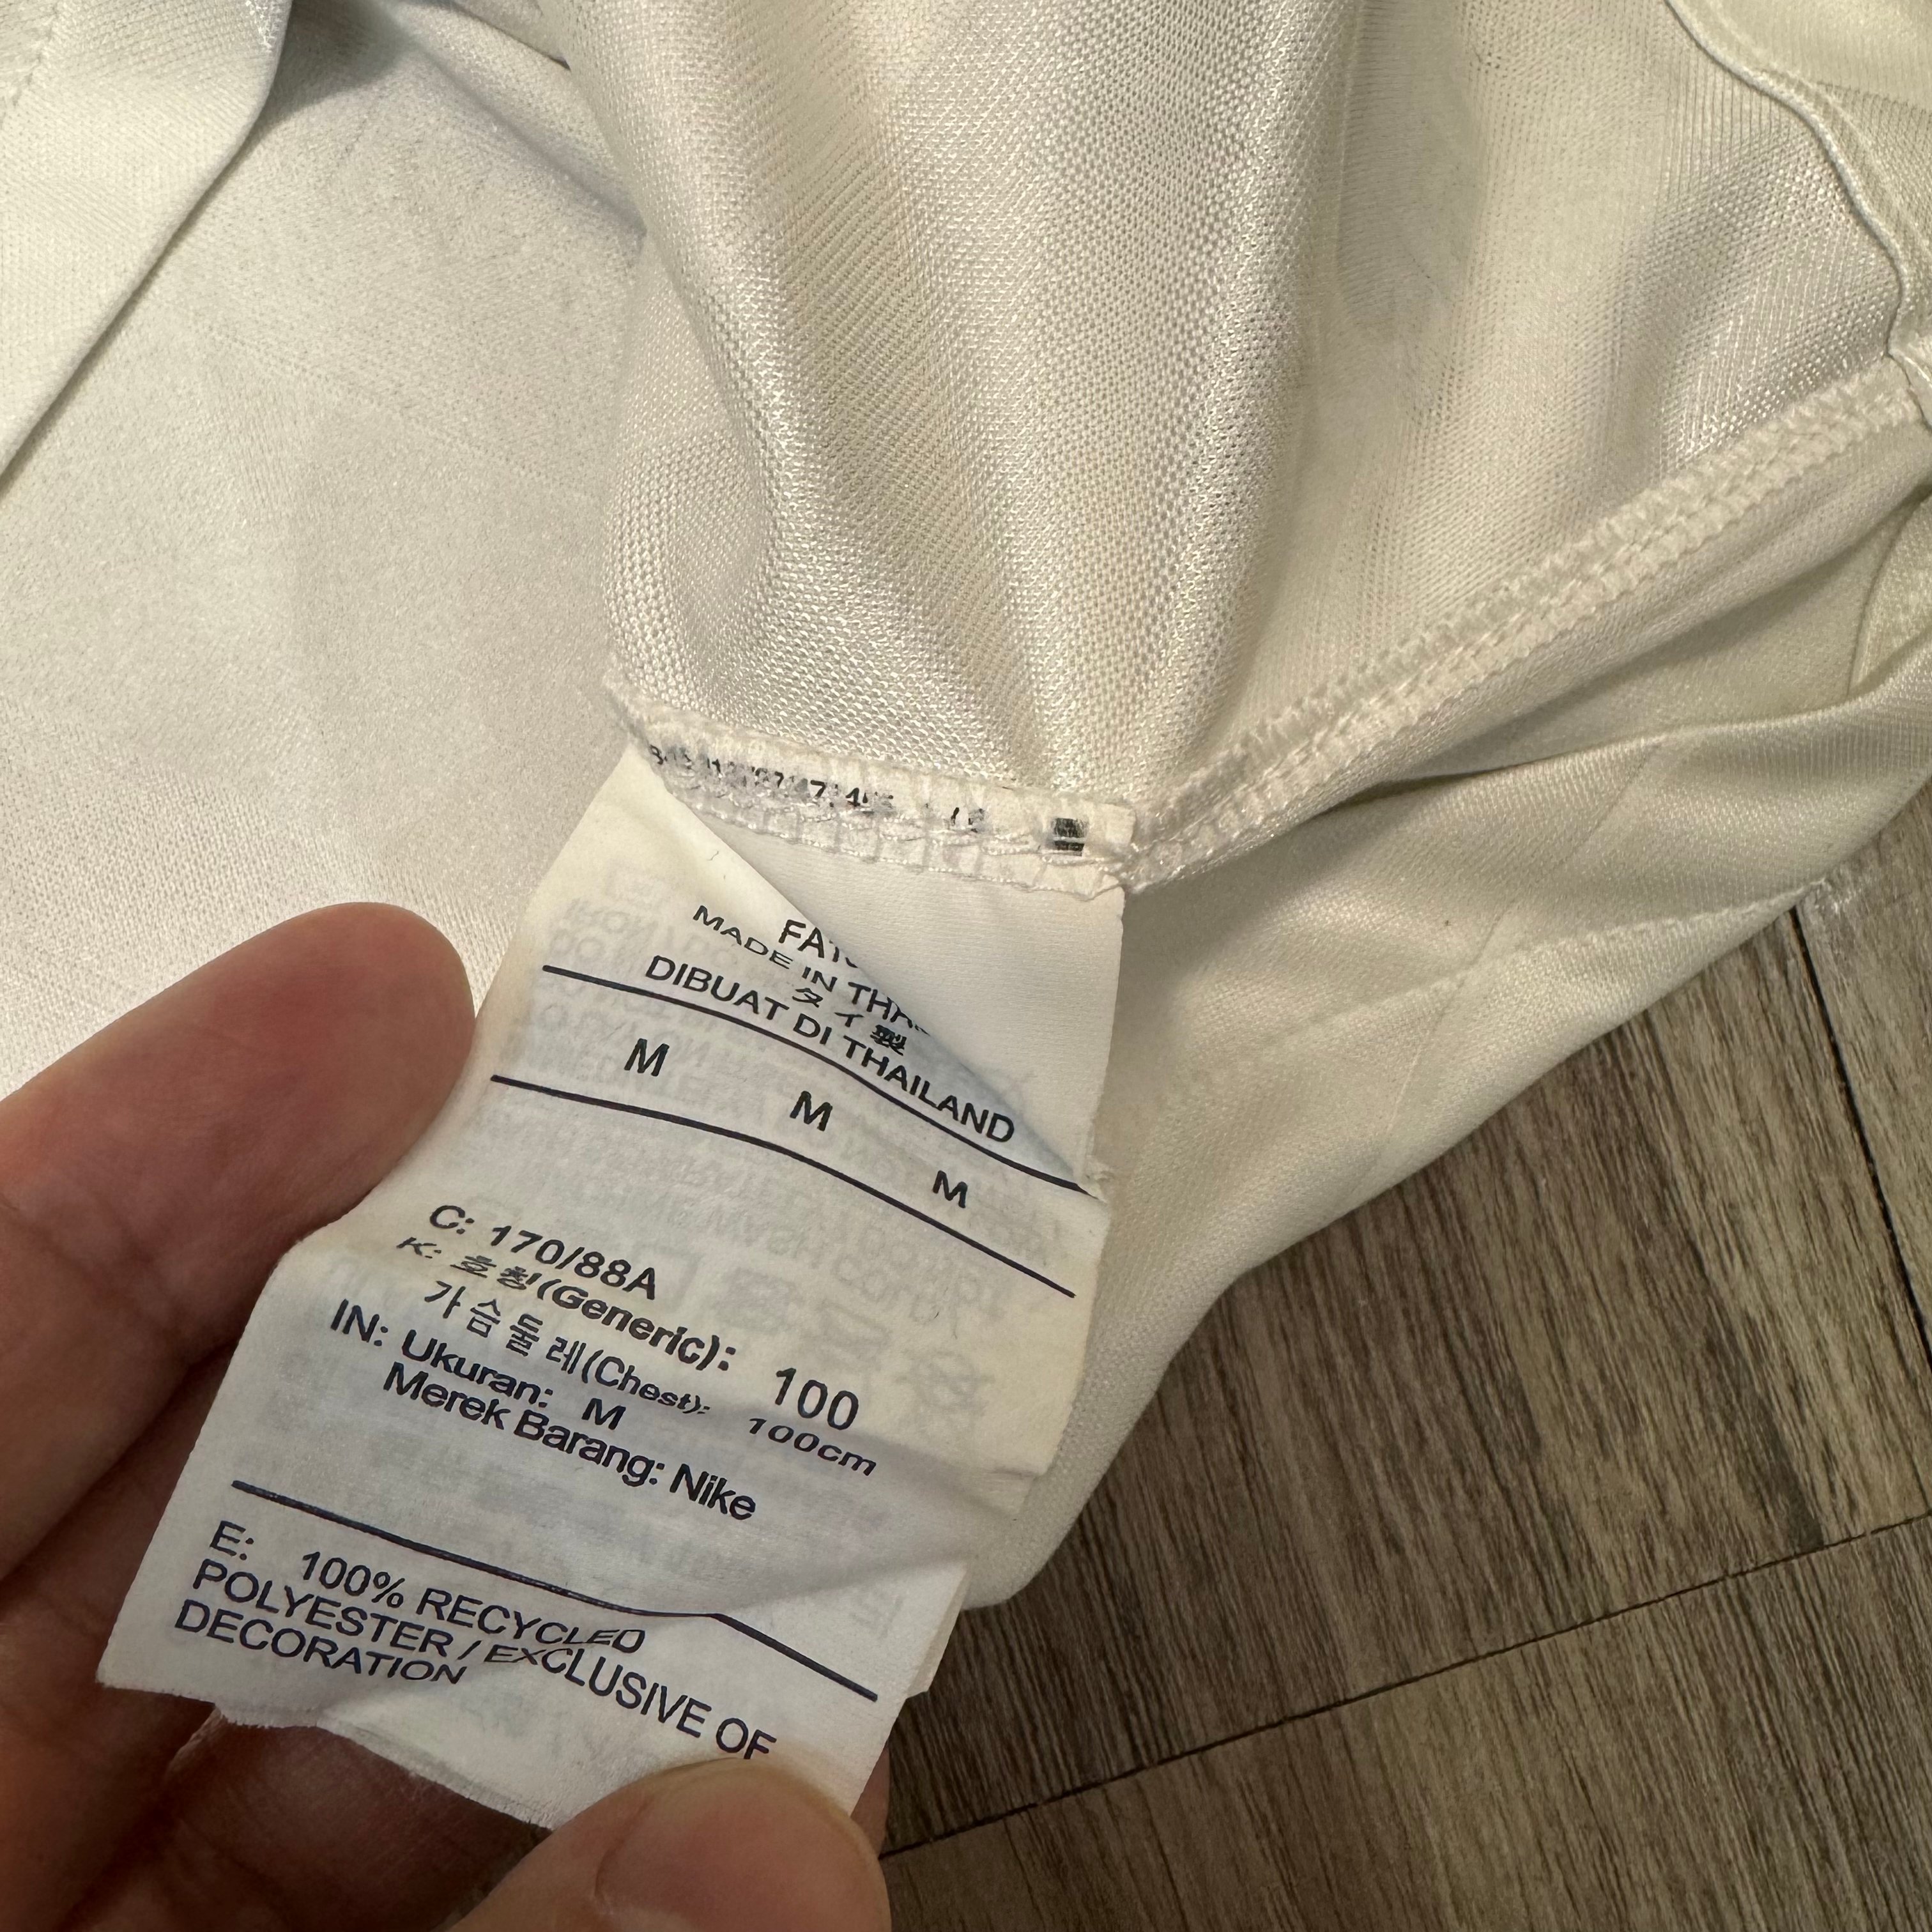 MADE IN
タイ製
DIBUAT DI THAILAND
M M M
C: 170/88A
K: 호칭(Generic): 100
가슴둘레(Chest): 100cm
IN: Ukuran: M
Merek Barang: Nike
E: 100% RECYCLED
POLYESTER / EXCLUSIVE OF
DECORATION